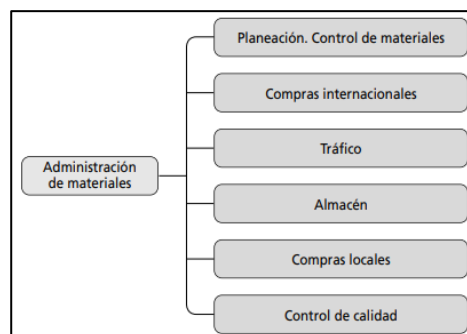 Planeación. Control de materiales
Compras internacionales
Tráfico
Administración
de materiales
Almacén
Compras locales
Control de calidad